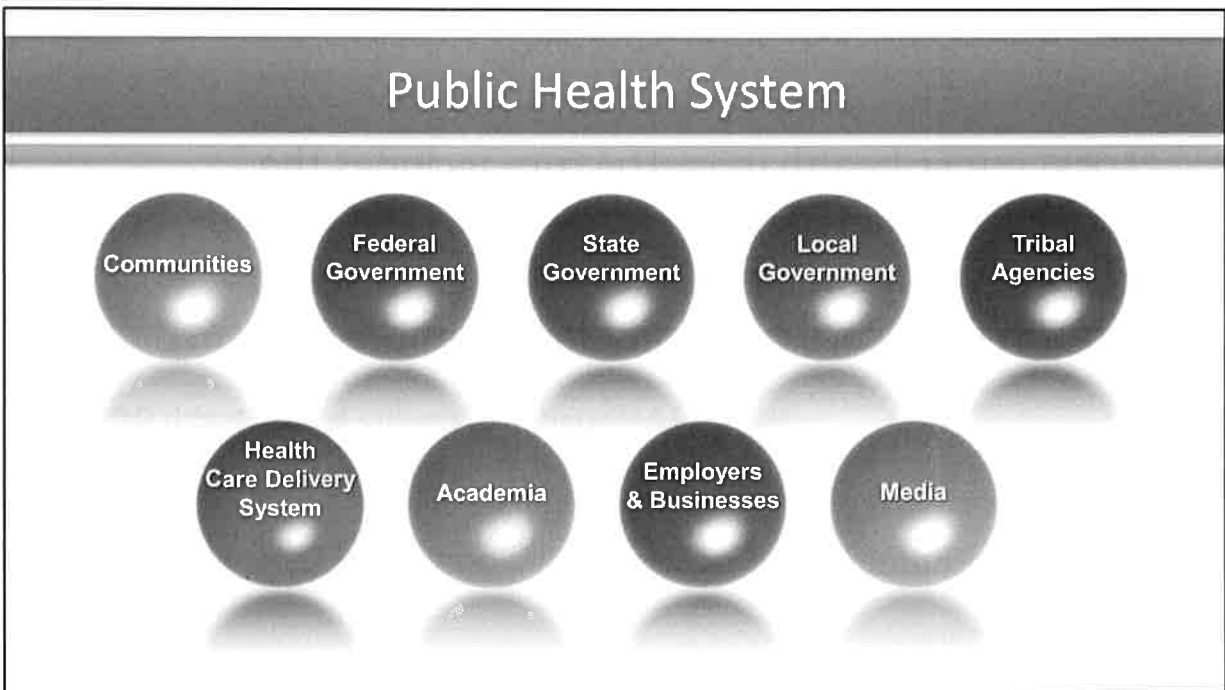 Public Health System
Communities
Federal
Government
State
Government
Local
Government
Tribal
Agencies
Health
Care Delivery
System
Academia
Employers
& Businesses
Media